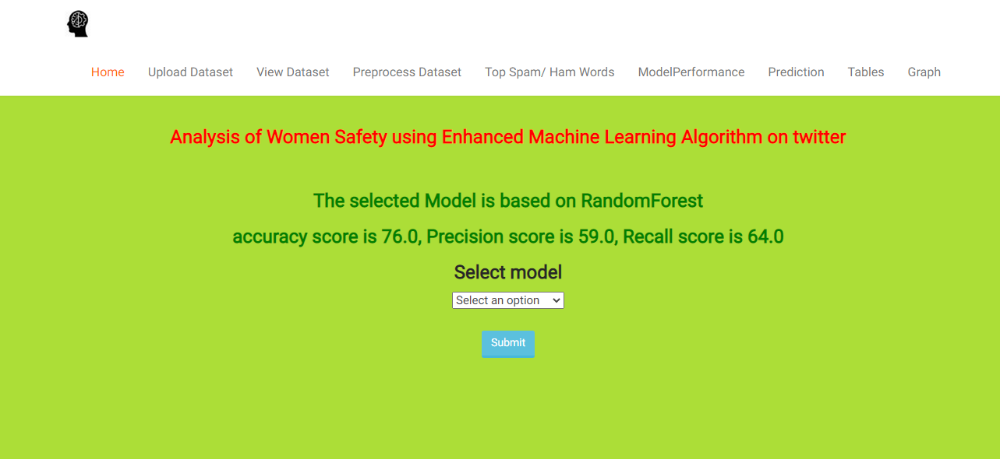 Home Upload Dataset View Dataset Preprocess Dataset Top Spam/ Ham Words ModelPerformance Prediction Tables Graph
Analysis of Women Safety using Enhanced Machine Learning Algorithm on twitter
The selected Model is based on RandomForest
accuracy score is 76.0, Precision score is 59.0, Recall score is 64.0
Select model
Select an option
Submit